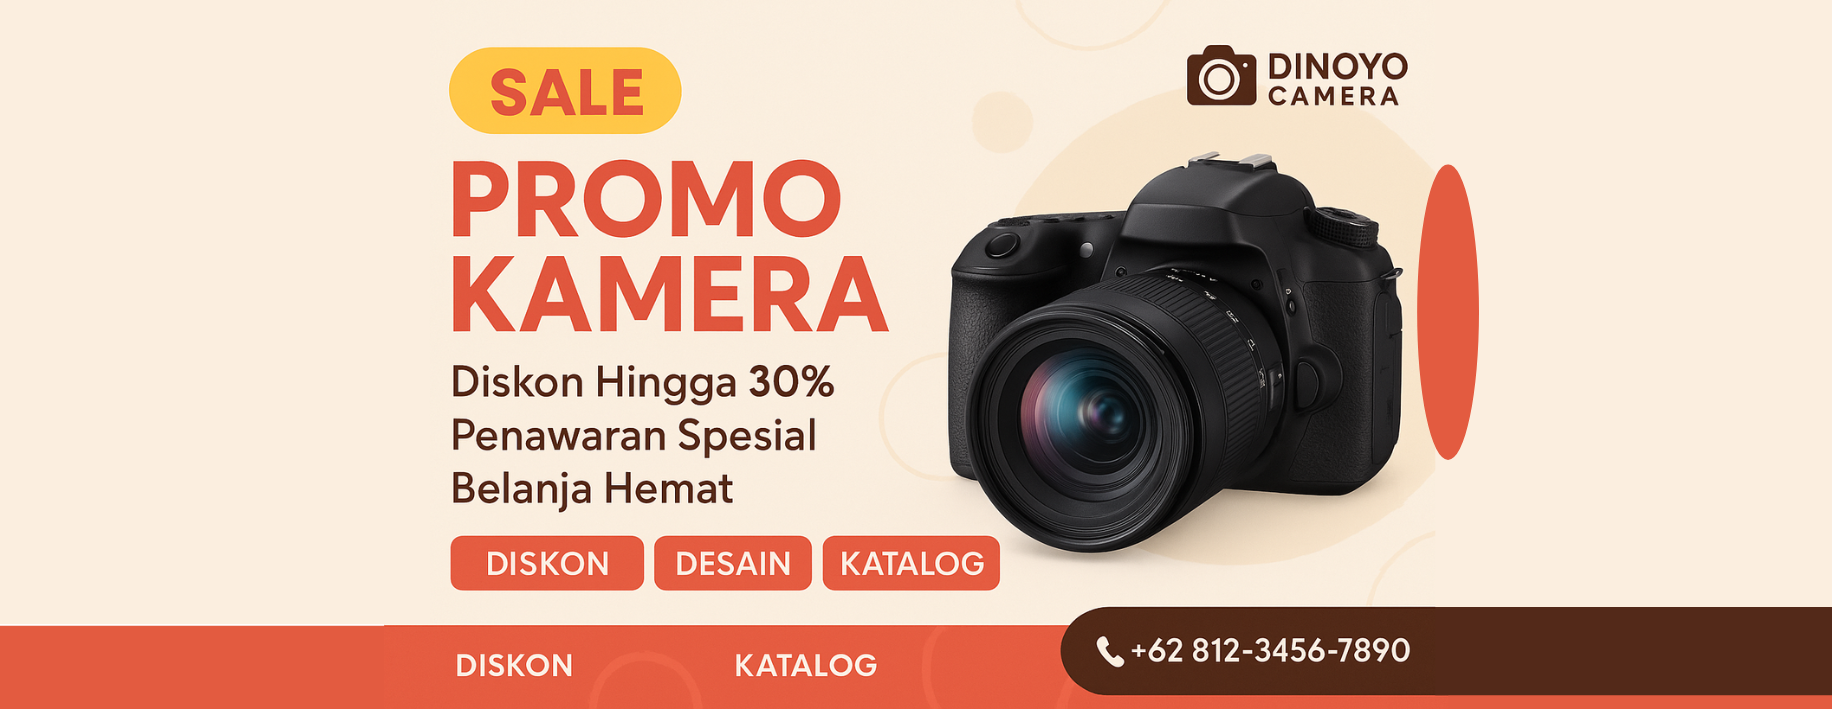 SALE
DINOYO
CAMERA
PROMO
KAMERA
Diskon Hingga 30%
Penawaran Spesial
Belanja Hemat
DISKON
DESAIN
KATALOG
DISKON
KATALOG
+62 812-3456-7890